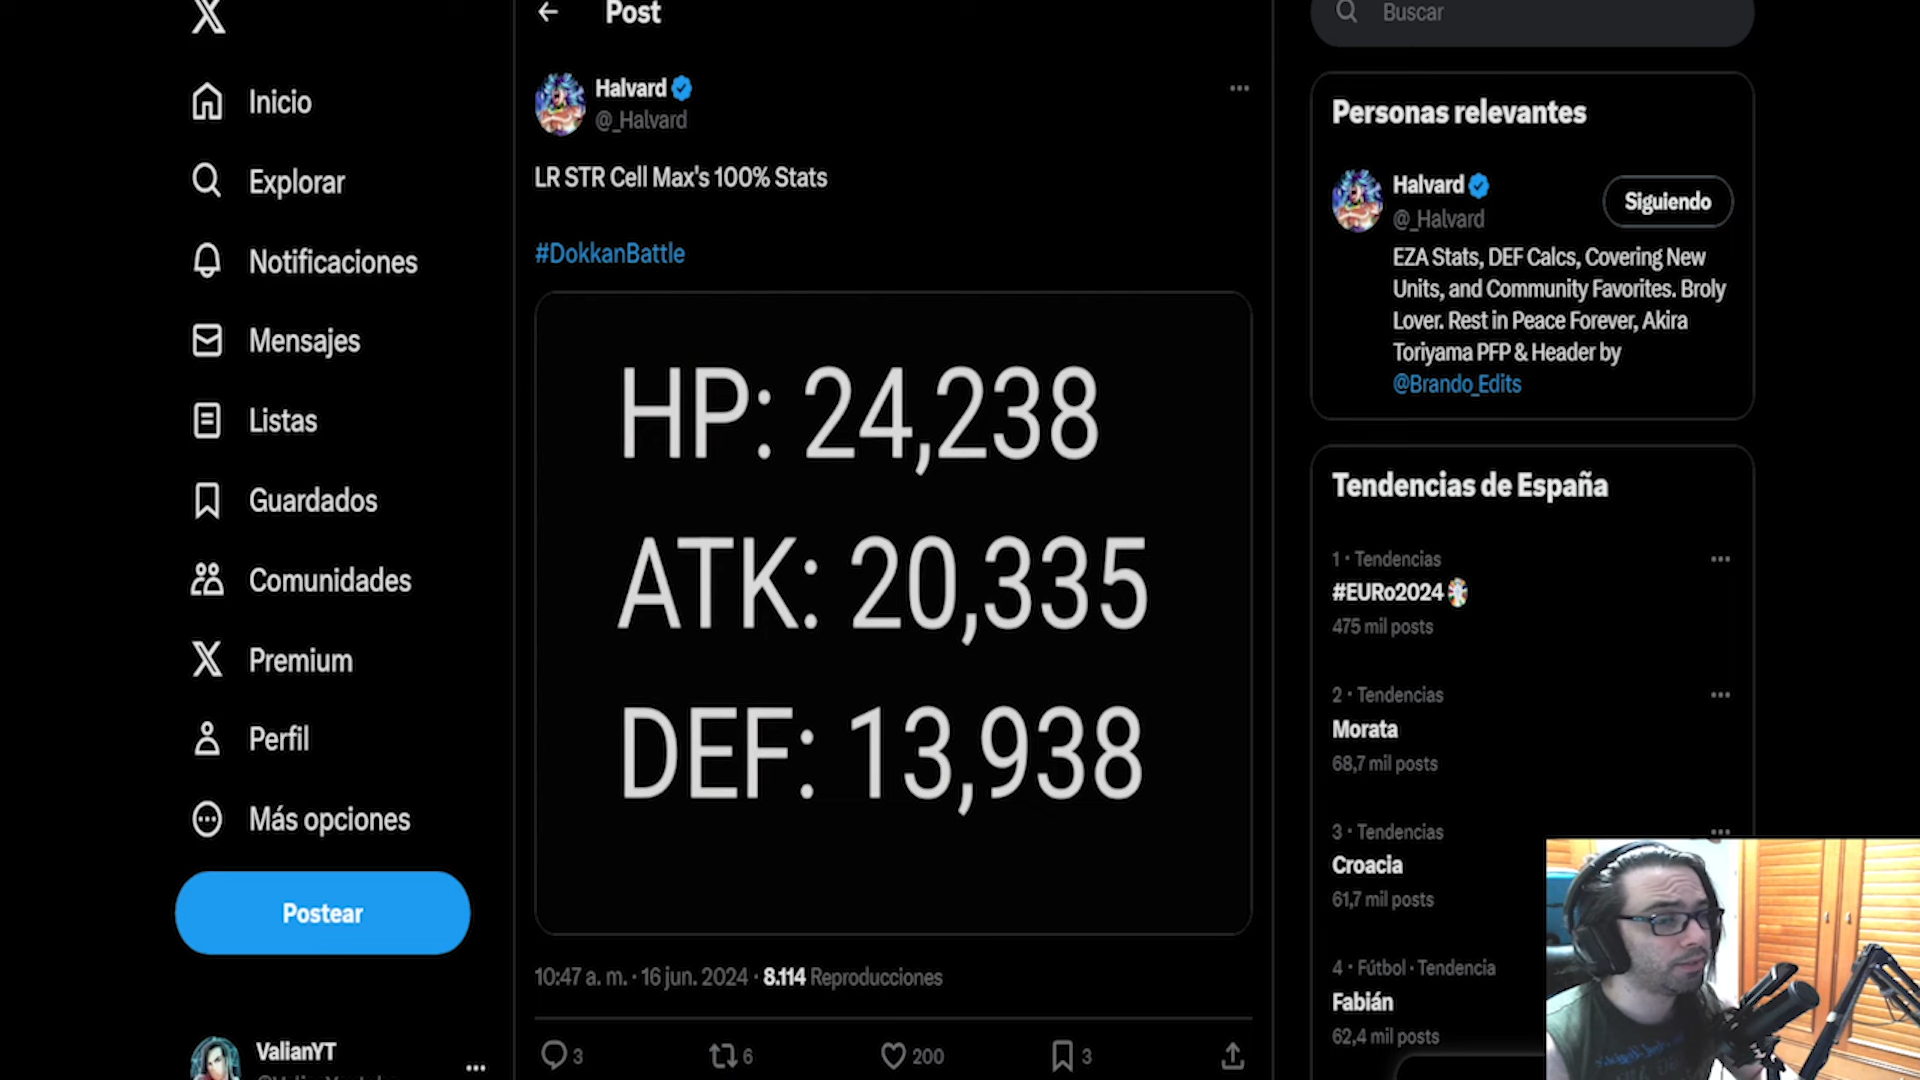 Inicio
Explorar
Notificaciones
Mensajes
Listas
Guardados
Comunidades
Premium
Perfil
Más opciones
Postear
ValianYT
Post
Halvard
@_Halvard
LR STR Cell Max's 100% Stats
#DokkanBattle
HP: 24,238
ATK: 20,335
DEF: 13,938
10:47 a. m. · 16 jun. 2024 · 8.114 Reproducciones
3
6
200
3
Buscar
Personas relevantes
Halvard
@_Halvard
Siguiendo
EZA Stats, DEF Calcs, Covering New
Units, and Community Favorites. Broly
Lover. Rest in Peace Forever, Akira
Toriyama PFP & Header by
@Brando_Edits
Tendencias de España
1 · Tendencias
#EURo2024
475 mil posts
2 · Tendencias
Morata
68,7 mil posts
3 · Tendencias
Croacia
61,7 mil posts
4 · Fútbol · Tendencia
Fabián
62,4 mil posts